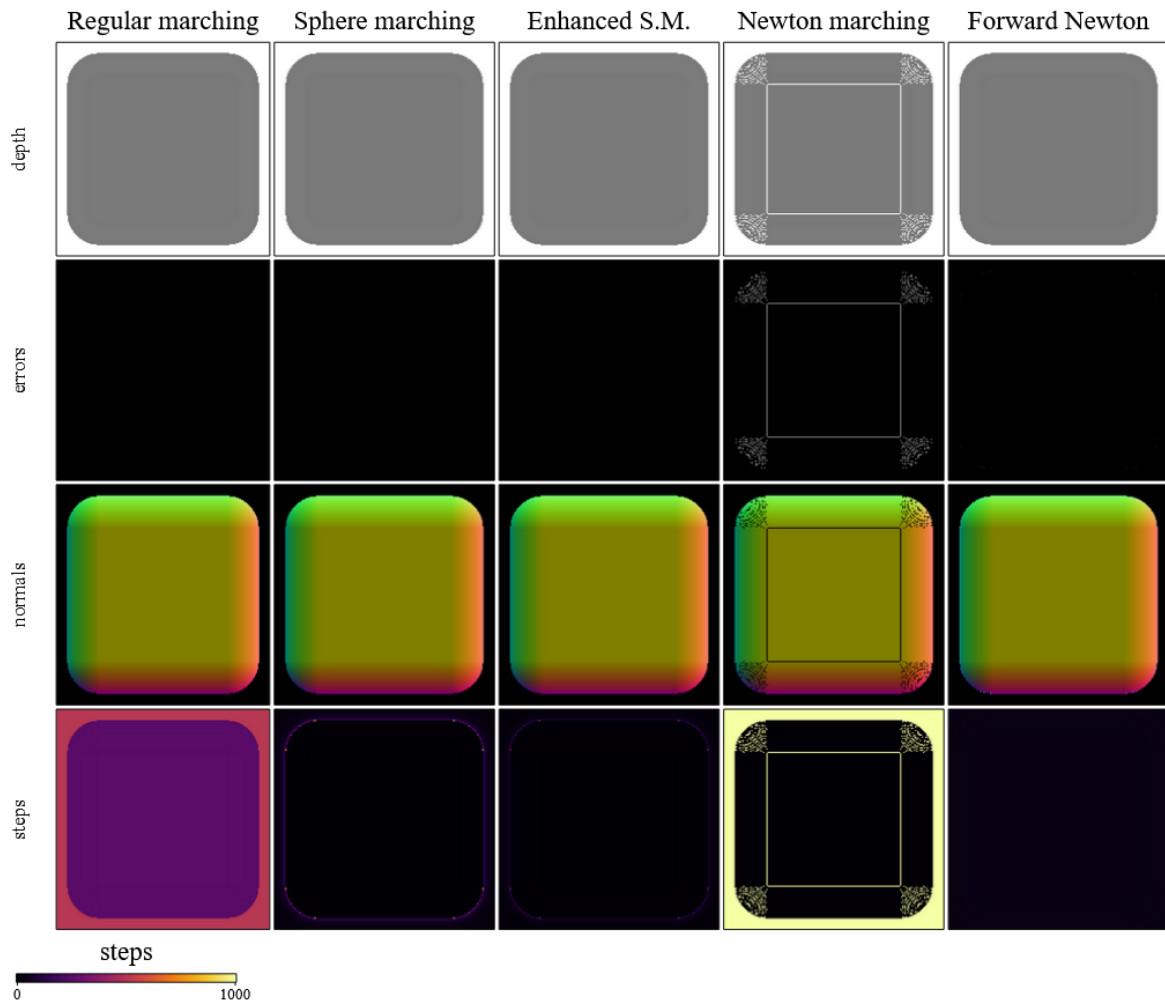 Regular marching Sphere marching Enhanced S.M. Newton marching Forward Newton
depth
errors
normals
steps
steps
0 1000